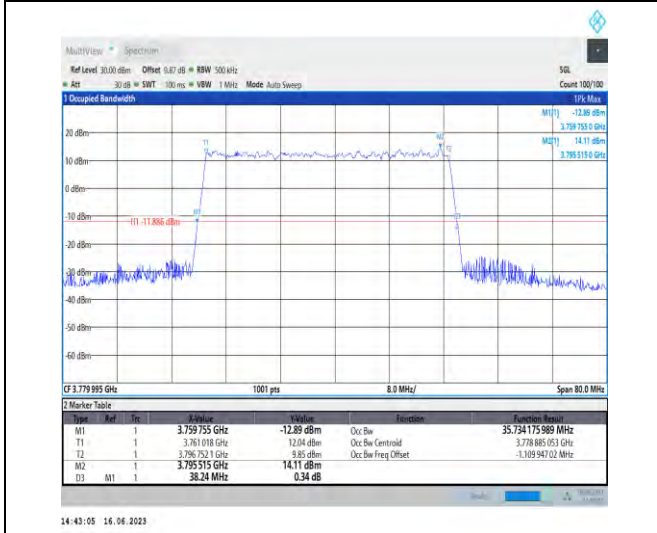 MultiView Spectrum
Ref Level 30.00 dBm Offset 9.87 dB RBW 500 kHz SGL
Att 30 dB SWT 100 ms VBW 1 MHz Mode Auto Sweep Count 100/100
1 Occupied Bandwidth 1Pk Max
M1[1] -12.89 dBm
3.759 755 0 GHz
M2[1] 14.11 dBm
3.795 515 0 GHz
20 dBm
T1
M2
T2
10 dBm
0 dBm
-10 dBm
M1
D3
H1 -11.886 dBm
-20 dBm
-30 dBm
-40 dBm
-50 dBm
-60 dBm
CF 3.779 995 GHz 1001 pts 8.0 MHz/ Span 80.0 MHz
2 Marker Table
Type Ref Trc X-Value Y-Value Function Function Result
M1 1 3.759 755 GHz -12.89 dBm Occ Bw 35.734 175 989 MHz
T1 1 3.761 018 GHz 12.04 dBm Occ Bw Centroid 3.778 885 053 GHz
T2 1 3.796 752 1 GHz 9.85 dBm Occ Bw Freq Offset -1.109 947 02 MHz
M2 1 3.795 515 GHz 14.11 dBm
D3 M1 1 38.24 MHz 0.34 dB
14:43:05 16.06.2023